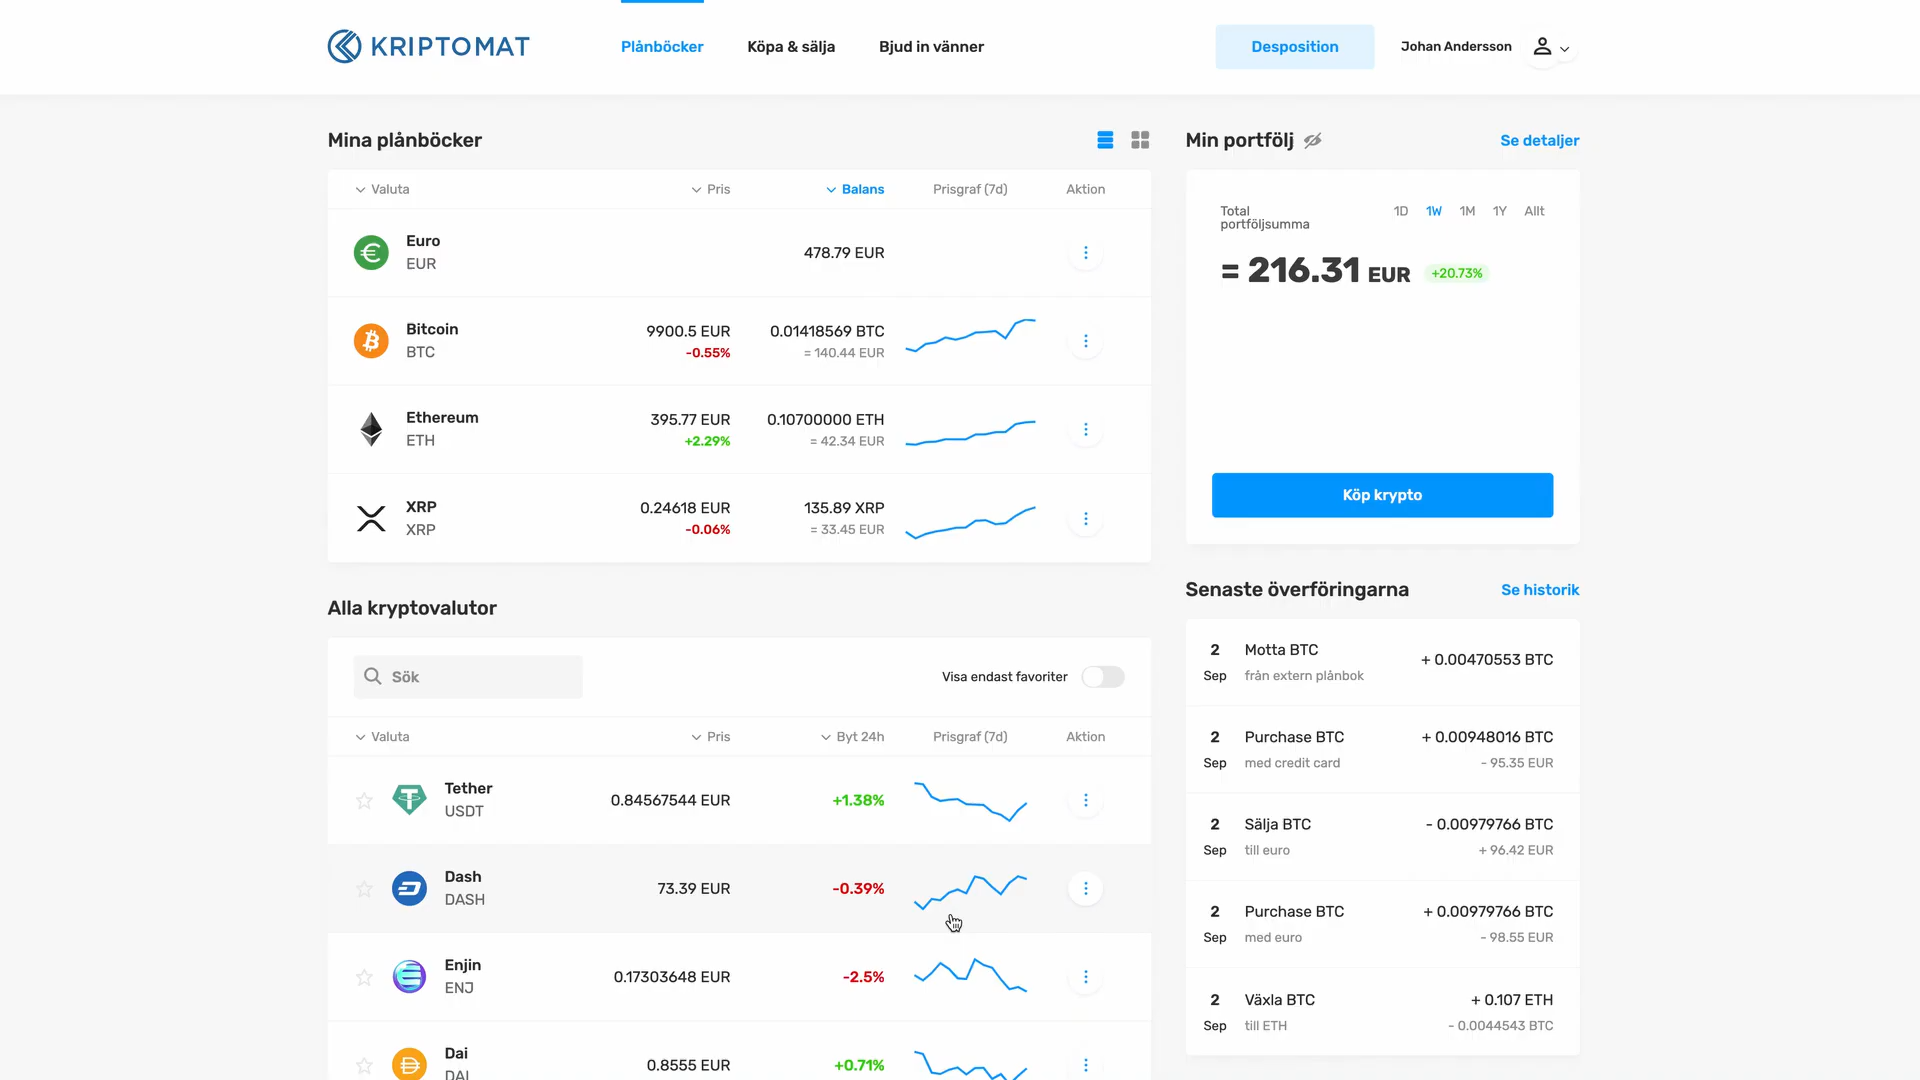 KRIPTOMAT
Plånböcker
Köpa & sälja
Bjud in vänner
Desposition
Johan Andersson
Mina plånböcker
Valuta
Pris
Balans
Prisgraf (7d)
Aktion
Euro
EUR
478.79 EUR
Bitcoin
BTC
9900.5 EUR
-0.55%
0.01418569 BTC
= 140.44 EUR
Ethereum
ETH
395.77 EUR
+2.29%
0.10700000 ETH
= 42.34 EUR
XRP
XRP
0.24618 EUR
-0.06%
135.89 XRP
= 33.45 EUR
Alla kryptovalutor
Sök
Visa endast favoriter
Valuta
Pris
Byt 24h
Prisgraf (7d)
Aktion
Tether
USDT
0.84567544 EUR
+1.38%
Dash
DASH
73.39 EUR
-0.39%
Enjin
ENJ
0.17303648 EUR
-2.5%
Dai
DAI
0.8555 EUR
+0.71%
Min portfölj
Se detaljer
Total
portföljsumma
1D
1W
1M
1Y
Allt
= 216.31 EUR
+20.73%
Köp krypto
Senaste överföringarna
Se historik
2 Motta BTC
+ 0.00470553 BTC
Sep från extern plånbok
2 Purchase BTC
+ 0.00948016 BTC
Sep med credit card
- 95.35 EUR
2 Sälja BTC
- 0.00979766 BTC
Sep till euro
+ 96.42 EUR
2 Purchase BTC
+ 0.00979766 BTC
Sep med euro
- 98.55 EUR
2 Växla BTC
+ 0.107 ETH
Sep till ETH
- 0.0044543 BTC